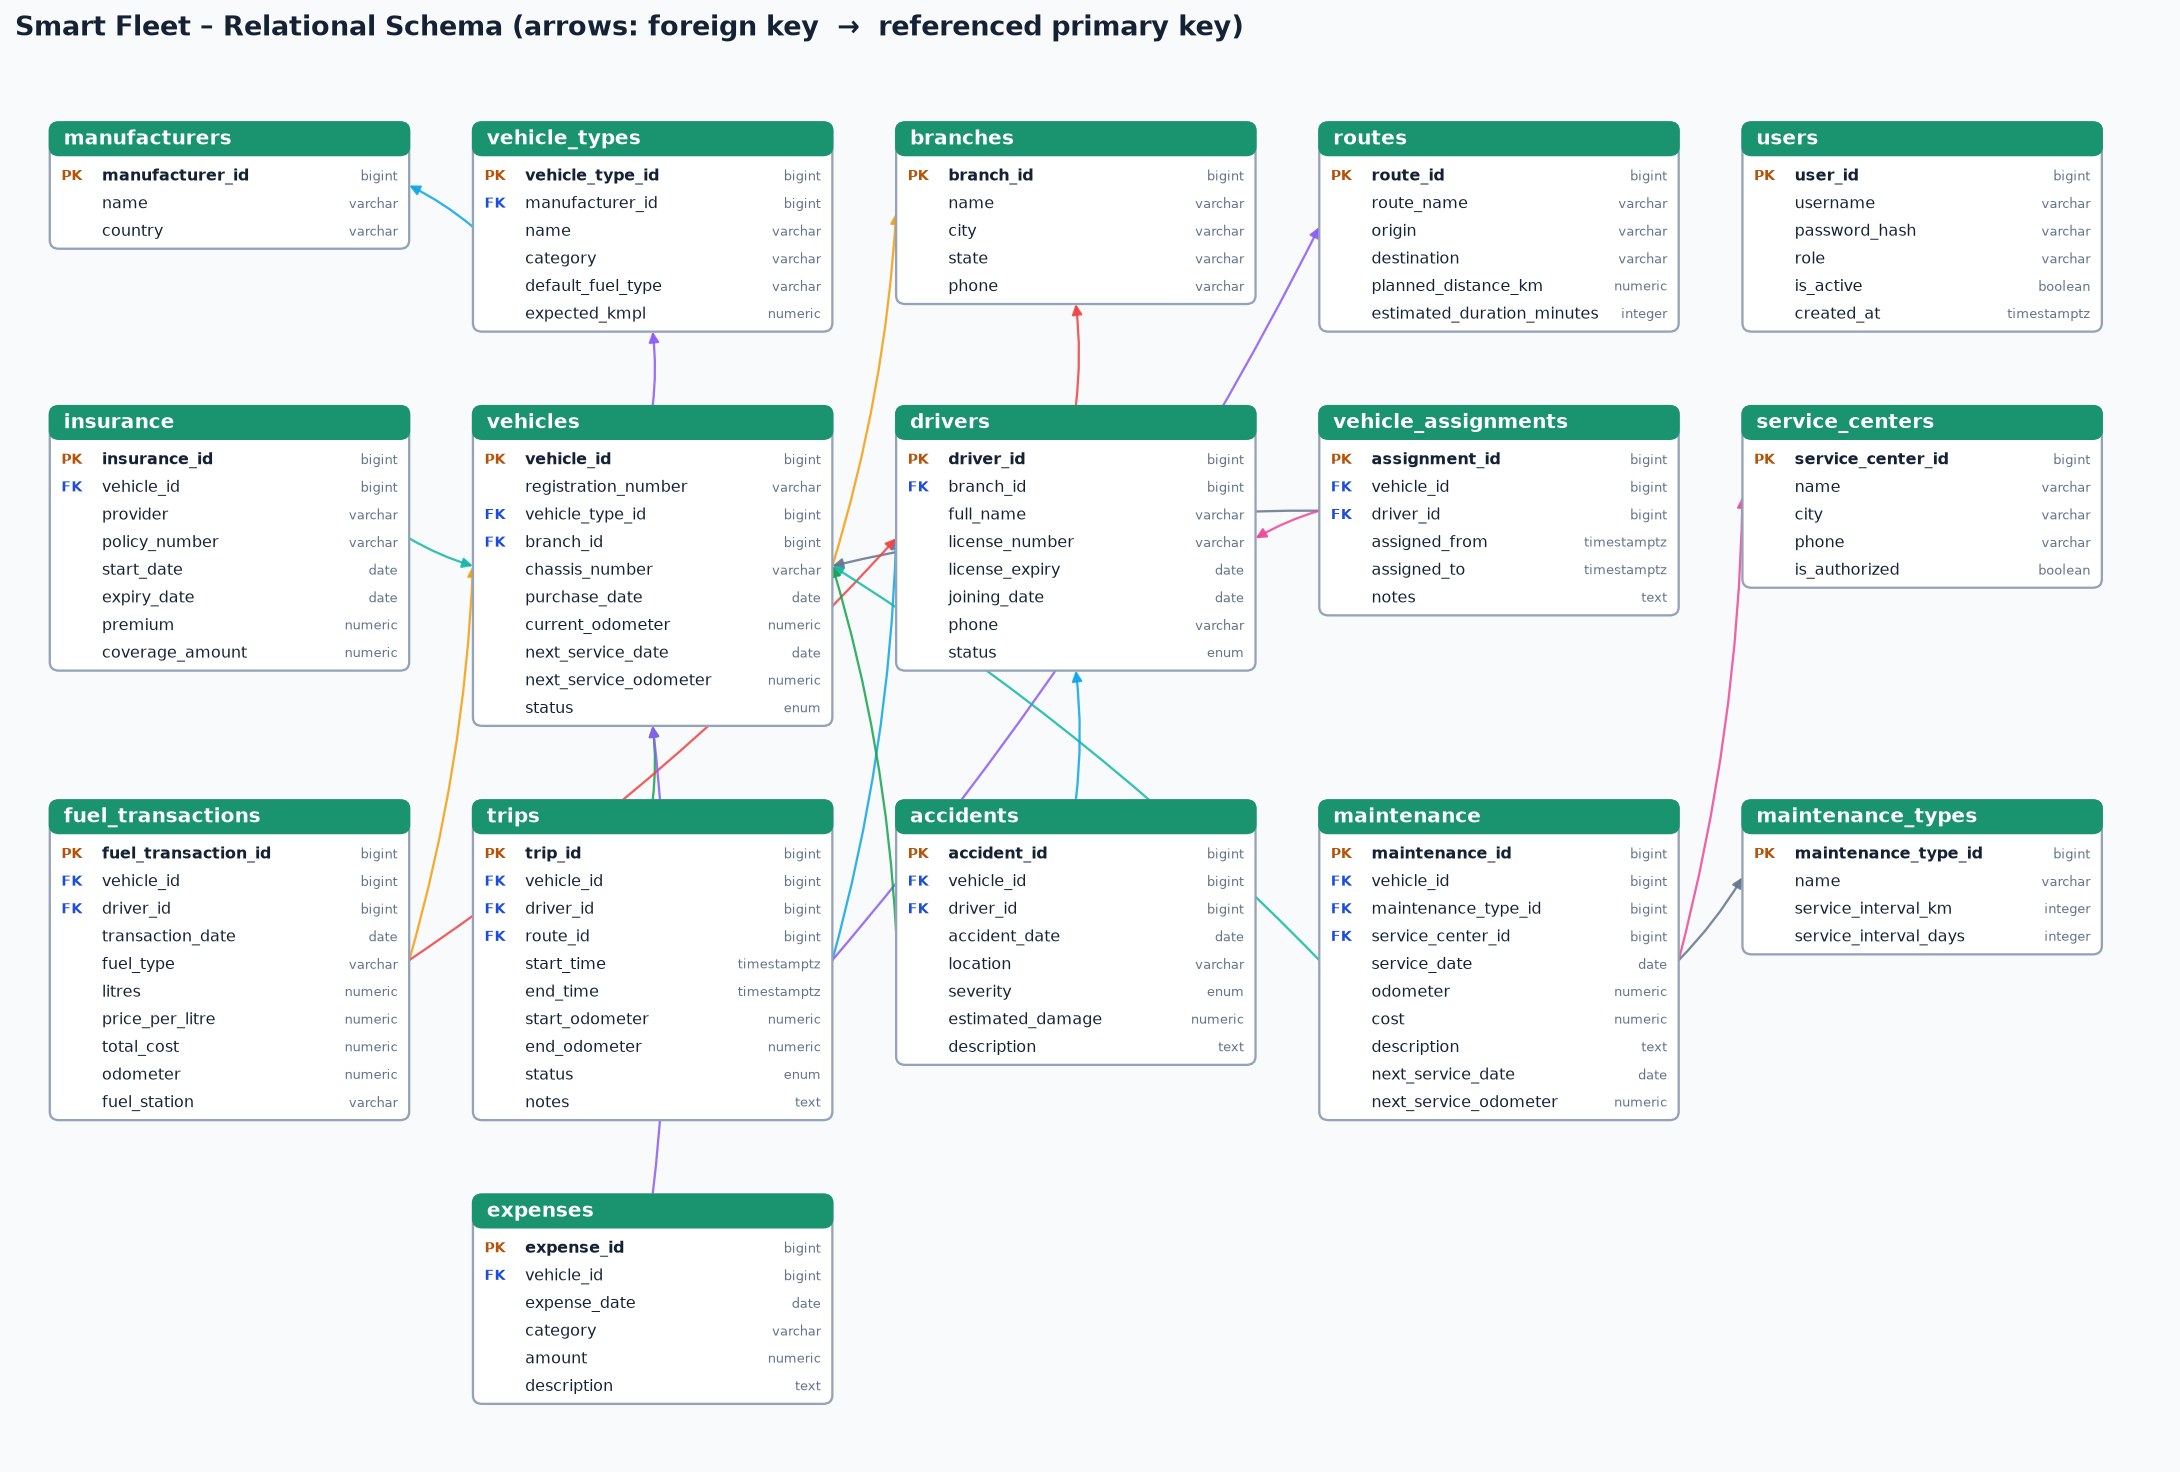 Smart Fleet – Relational Schema (arrows: foreign key → referenced primary key)
manufacturers
PK manufacturer_id bigint
name varchar
country varchar
vehicle_types
PK vehicle_type_id bigint
FK manufacturer_id bigint
name varchar
category varchar
default_fuel_type varchar
expected_kmpl numeric
branches
PK branch_id bigint
name varchar
city varchar
state varchar
phone varchar
routes
PK route_id bigint
route_name varchar
origin varchar
destination varchar
planned_distance_km numeric
estimated_duration_minutes integer
users
PK user_id bigint
username varchar
password_hash varchar
role varchar
is_active boolean
created_at timestamptz
insurance
PK insurance_id bigint
FK vehicle_id bigint
provider varchar
policy_number varchar
start_date date
expiry_date date
premium numeric
coverage_amount numeric
vehicles
PK vehicle_id bigint
registration_number varchar
FK vehicle_type_id bigint
FK branch_id bigint
chassis_number varchar
purchase_date date
current_odometer numeric
next_service_date date
next_service_odometer numeric
status enum
drivers
PK driver_id bigint
FK branch_id bigint
full_name varchar
license_number varchar
license_expiry date
joining_date date
phone varchar
status enum
vehicle_assignments
PK assignment_id bigint
FK vehicle_id bigint
FK driver_id bigint
assigned_from timestamptz
assigned_to timestamptz
notes text
service_centers
PK service_center_id bigint
name varchar
city varchar
phone varchar
is_authorized boolean
fuel_transactions
PK fuel_transaction_id bigint
FK vehicle_id bigint
FK driver_id bigint
transaction_date date
fuel_type varchar
litres numeric
price_per_litre numeric
total_cost numeric
odometer numeric
fuel_station varchar
trips
PK trip_id bigint
FK vehicle_id bigint
FK driver_id bigint
FK route_id bigint
start_time timestamptz
end_time timestamptz
start_odometer numeric
end_odometer numeric
status enum
notes text
accidents
PK accident_id bigint
FK vehicle_id bigint
FK driver_id bigint
accident_date date
location varchar
severity enum
estimated_damage numeric
description text
maintenance
PK maintenance_id bigint
FK vehicle_id bigint
FK maintenance_type_id bigint
FK service_center_id bigint
service_date date
odometer numeric
cost numeric
description text
next_service_date date
next_service_odometer numeric
maintenance_types
PK maintenance_type_id bigint
name varchar
service_interval_km integer
service_interval_days integer
expenses
PK expense_id bigint
FK vehicle_id bigint
expense_date date
category varchar
amount numeric
description text